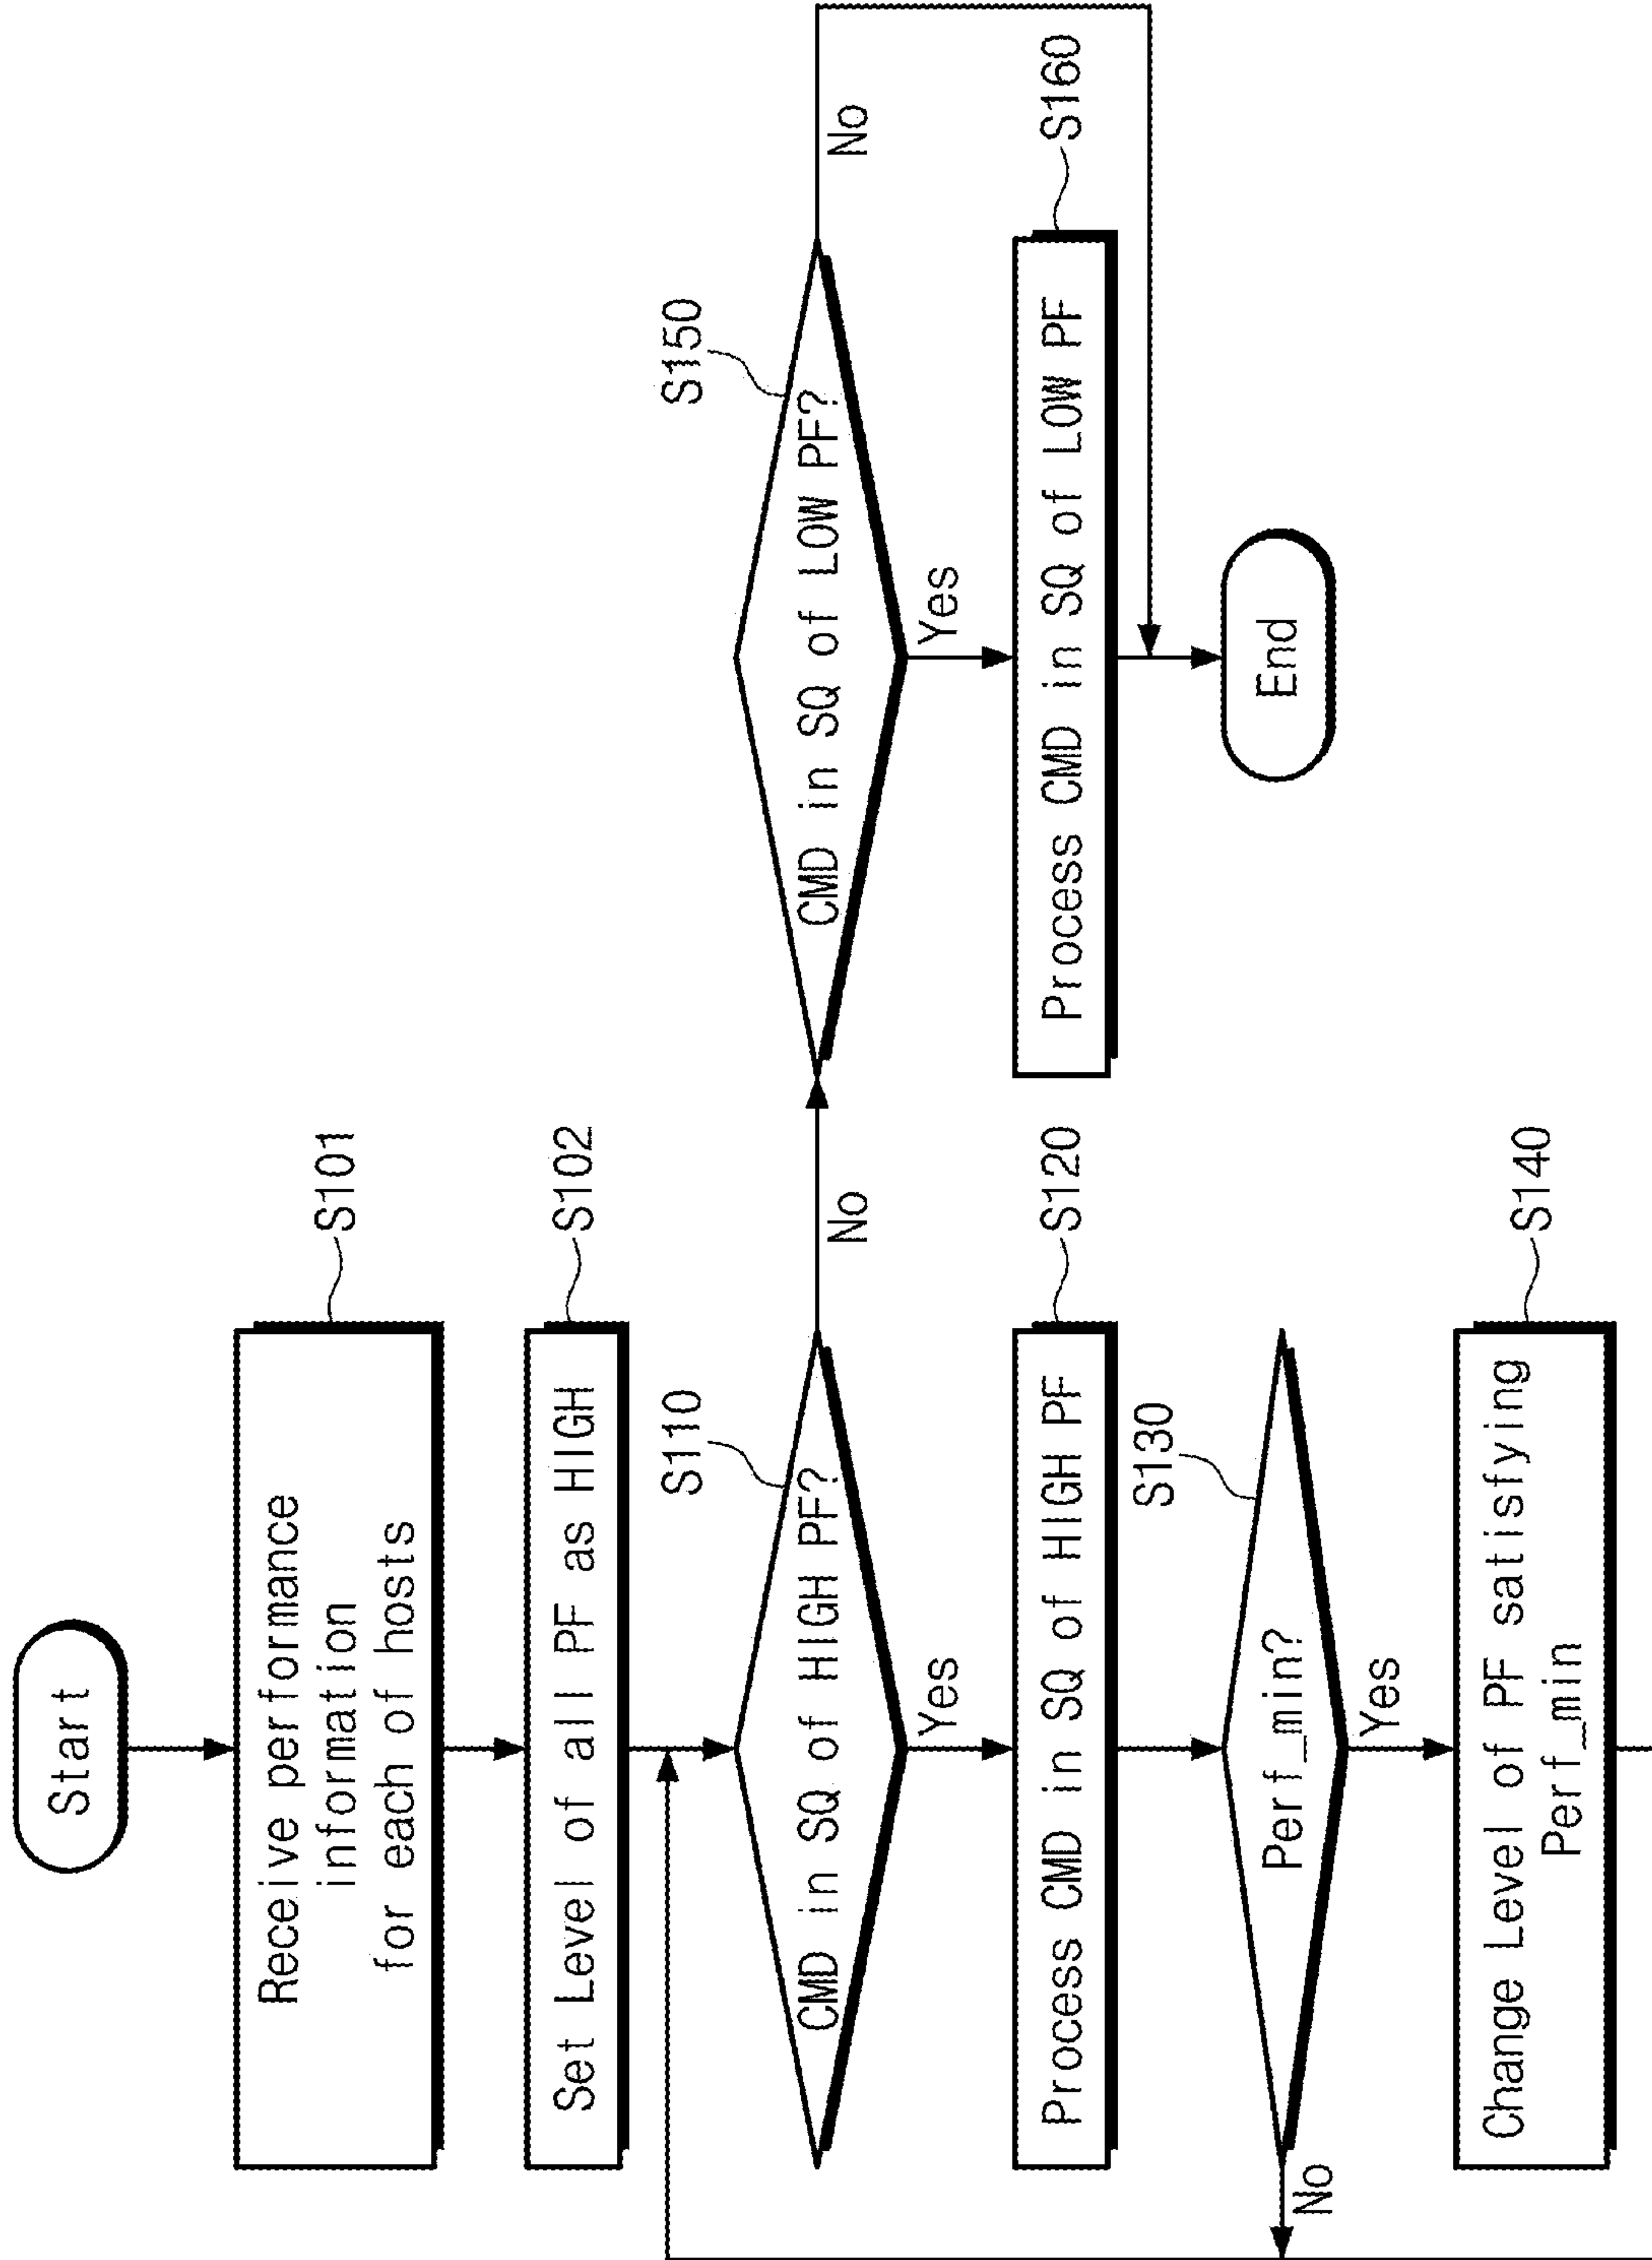 Start
Receive performance
information
for each of hosts
S101
Set Level of all PF as HIGH
S102
CMD in SQ of HIGH PF?
S110
No
Yes
Process CMD in SQ of HIGH PF
S120
Perf_min?
S130
No
Yes
Change Level of PF satisfying
Perf_min
S140
CMD in SQ of LOW PF?
S150
No
Yes
Process CMD in SQ of LOW PF
S160
End